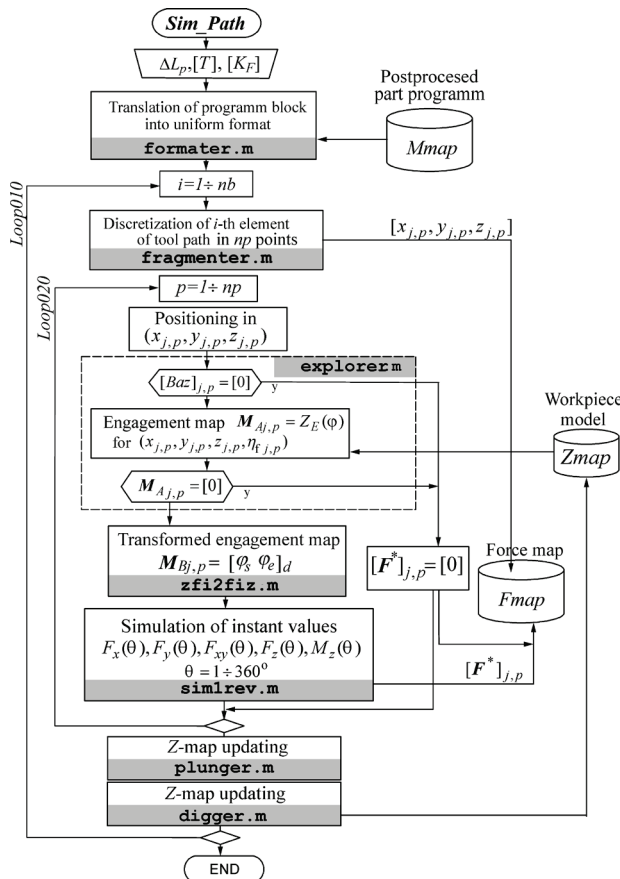 Sim_Path
ΔLp,[T], [KF]
Translation of programm block
into uniform format
formater.m
Postprocesed
part programm
Mmap
Loop010
i=1÷ nb
Discretization of i-th element
of tool path in np points
fragmenter.m
[xj,p, yj,p, zj,p]
Loop020
p=1÷ np
Positioning in
(xj,p, yj,p, zj,p)
explorer m
[Baz]j,p = [0]
y
Engagement map MAj,p = ZE(φ)
for (xj,p, yj,p, zj,p, ηf j,p)
Workpiece
model
Zmap
MAj,p = [0]
y
Transformed engagement map
MBj,p = [φs φe]d
zfi2fiz.m
[F*]j,p = [0]
Force map
Fmap
Simulation of instant values
Fx(θ), Fy(θ), Fxy(θ), Fz(θ), Mz(θ)
θ = 1÷360°
sim1rev.m
[F*]j,p
Z-map updating
plunger.m
Z-map updating
digger.m
END